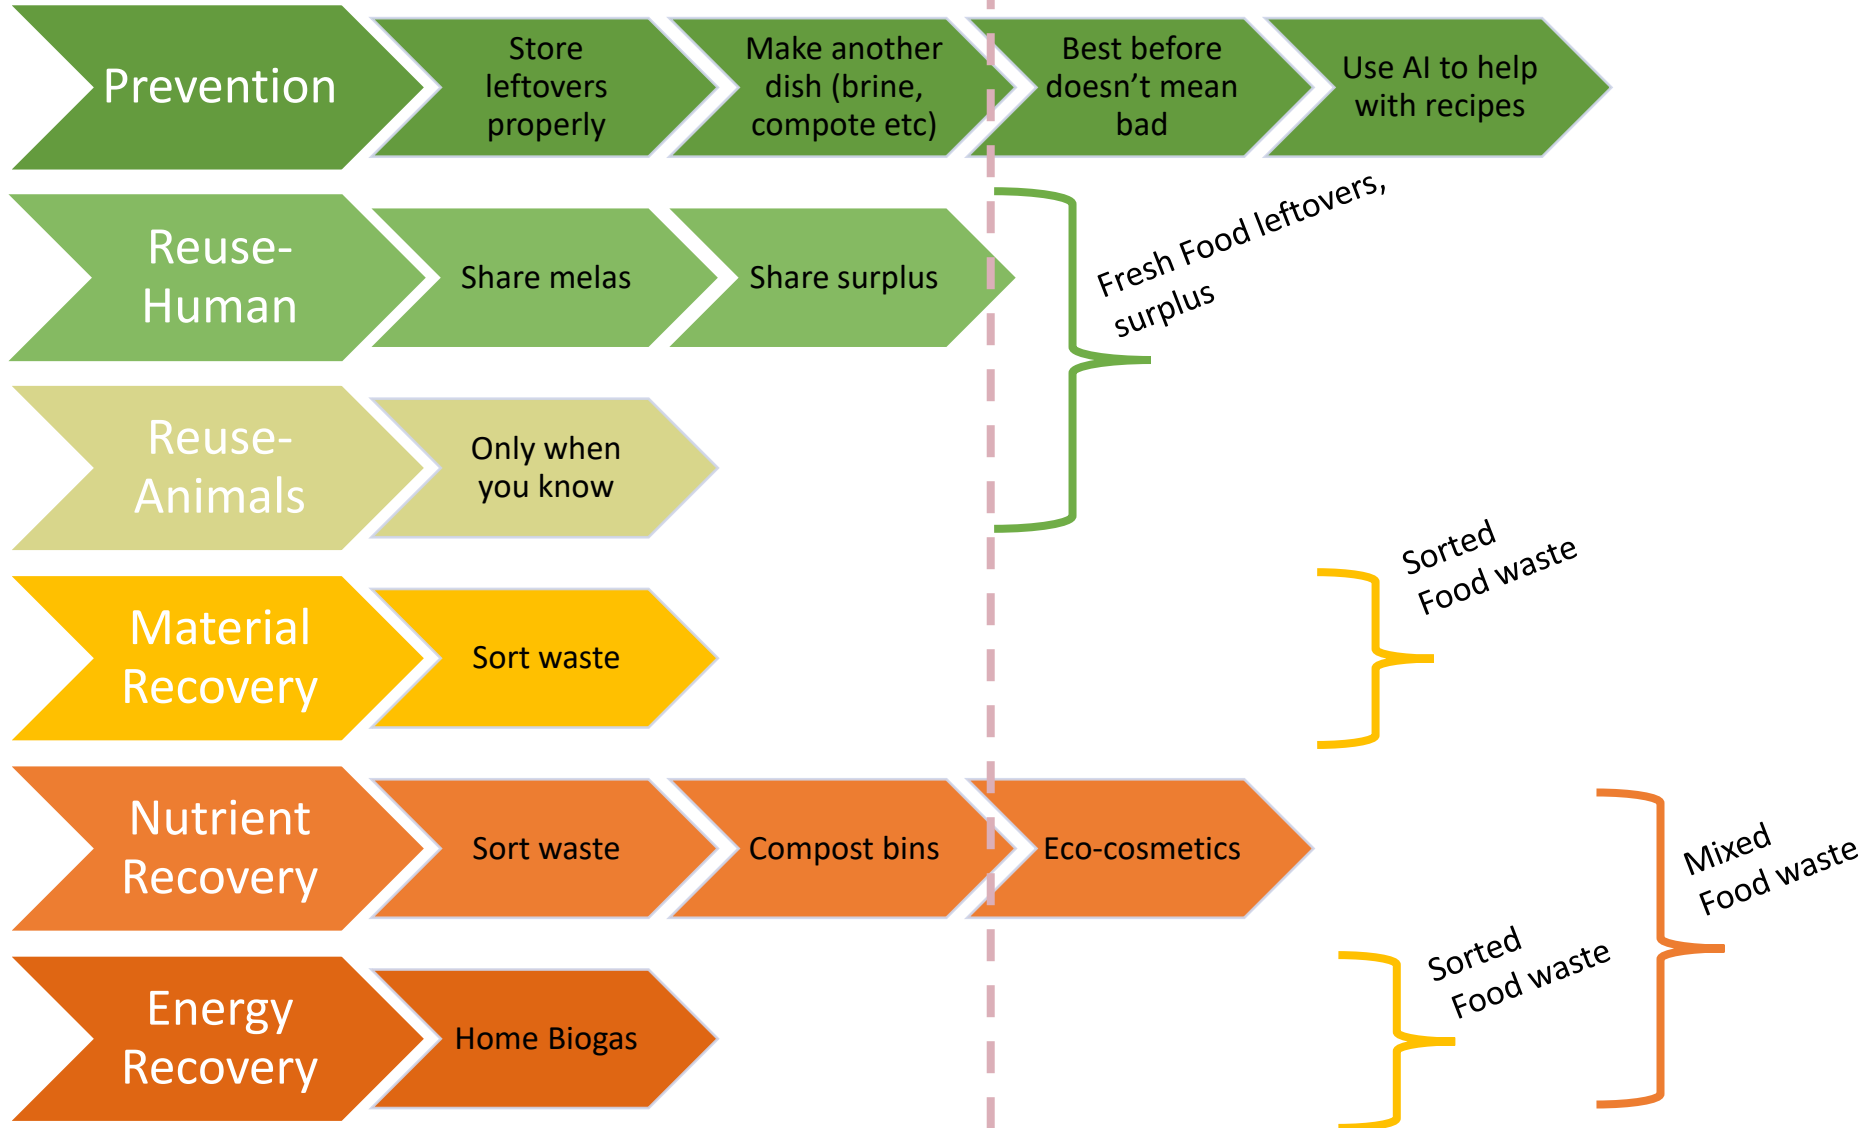 Prevention
Store
leftovers
properly
Make another
dish (brine,
compote etc)
Best before
doesn't mean
bad
Use AI to help
with recipes
Reuse-
Human
Share melas
Share surplus
Fresh Food leftovers,
surplus
Reuse-
Animals
Only when
you know
Material
Recovery
Sort waste
Sorted
Food waste
Nutrient
Recovery
Sort waste
Compost bins
Eco-cosmetics
Mixed
Food waste
Energy
Recovery
Home Biogas
Sorted
Food waste